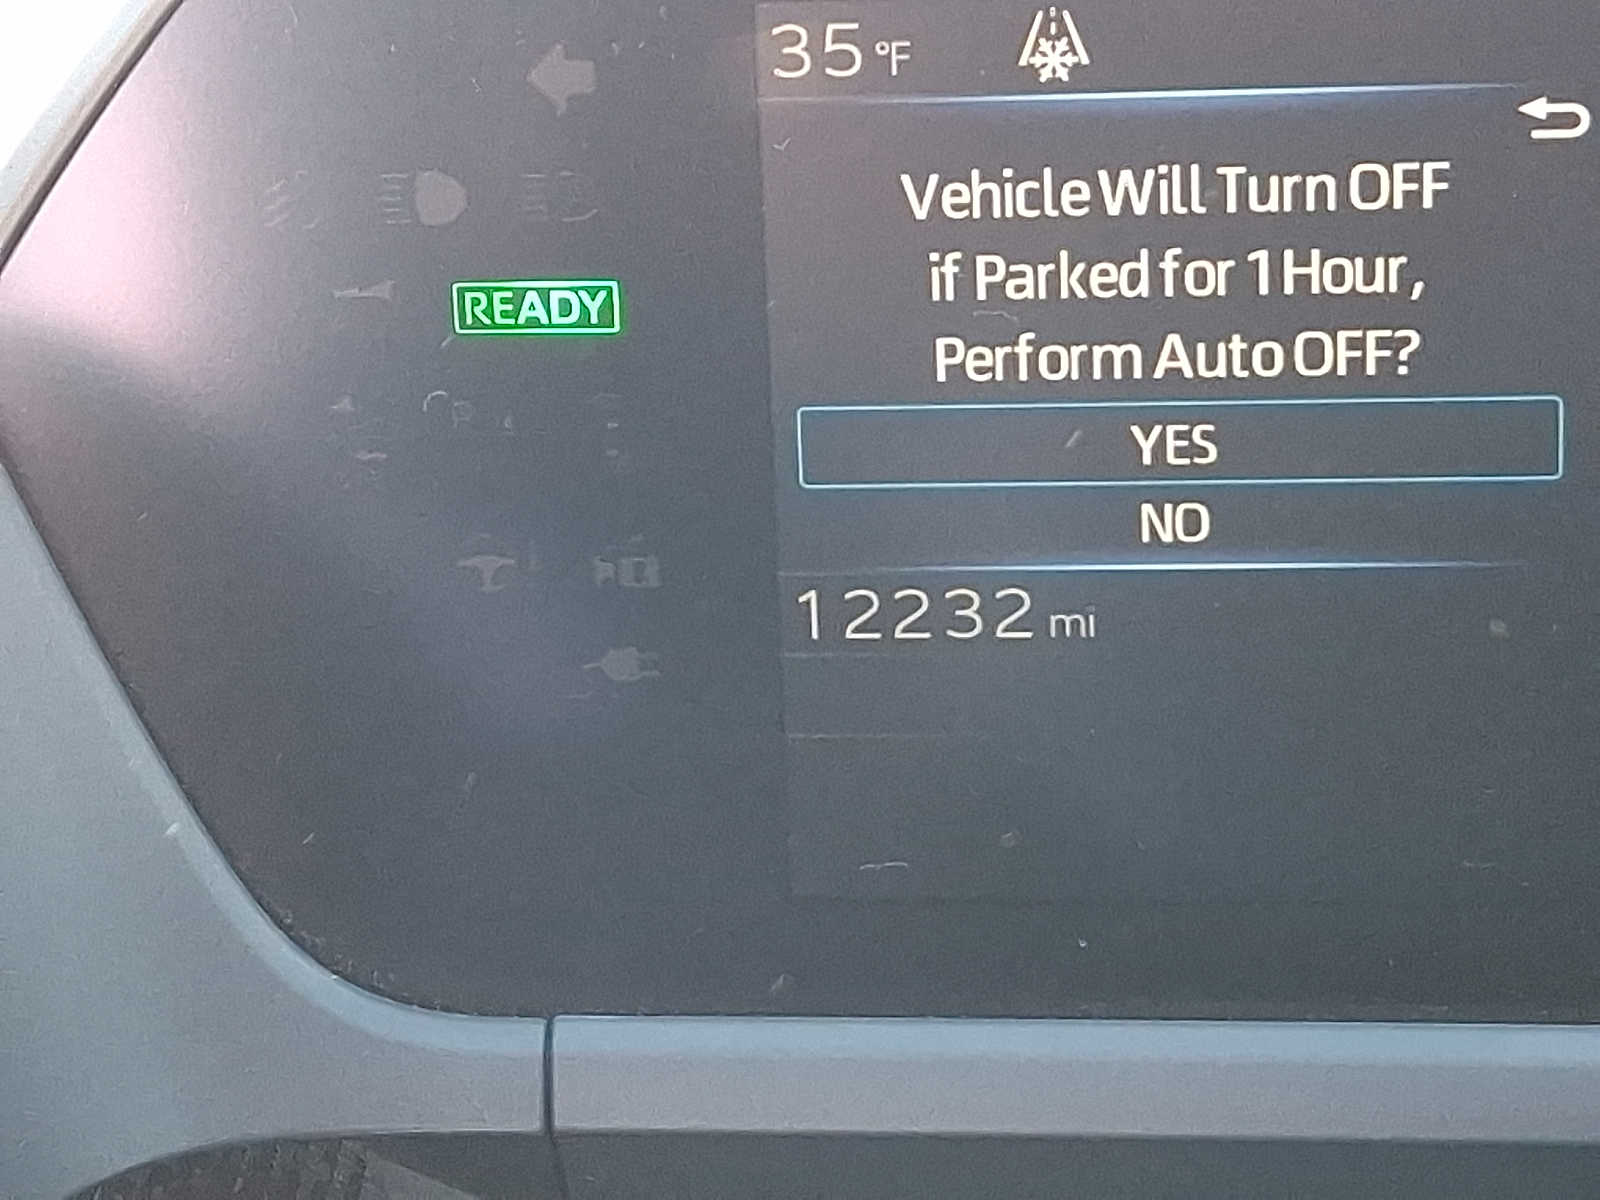 35 °F
Vehicle Will Turn OFF
if Parked for 1 Hour,
Perform Auto OFF?
READY
YES
NO
12232 mi